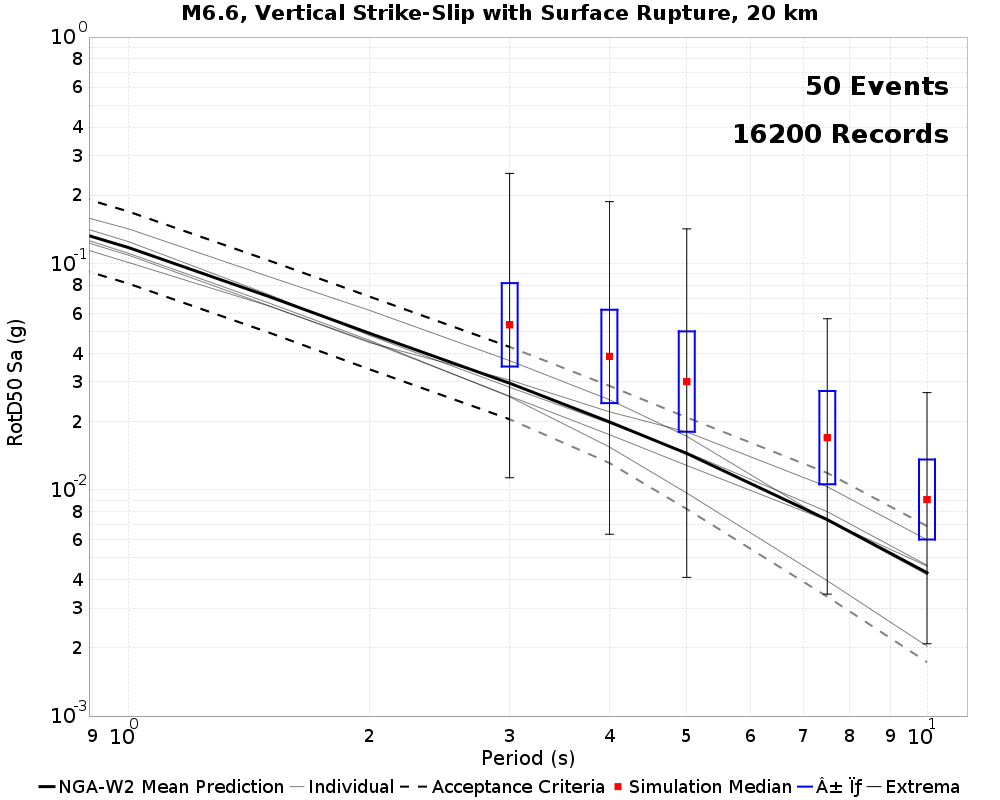 M6.6, Vertical Strike-Slip with Surface Rupture, 20 km
50 Events
16200 Records
10^0
8
6
4
3
2
10^-1
8
6
4
3
2
10^-2
8
6
4
3
2
10^-3
RotD50 Sa (g)
9 10^0 2 3 4 5 6 7 8 9 10^1
Period (s)
NGA-W2 Mean Prediction Individual Acceptance Criteria Simulation Median Â± Ïƒ Extrema